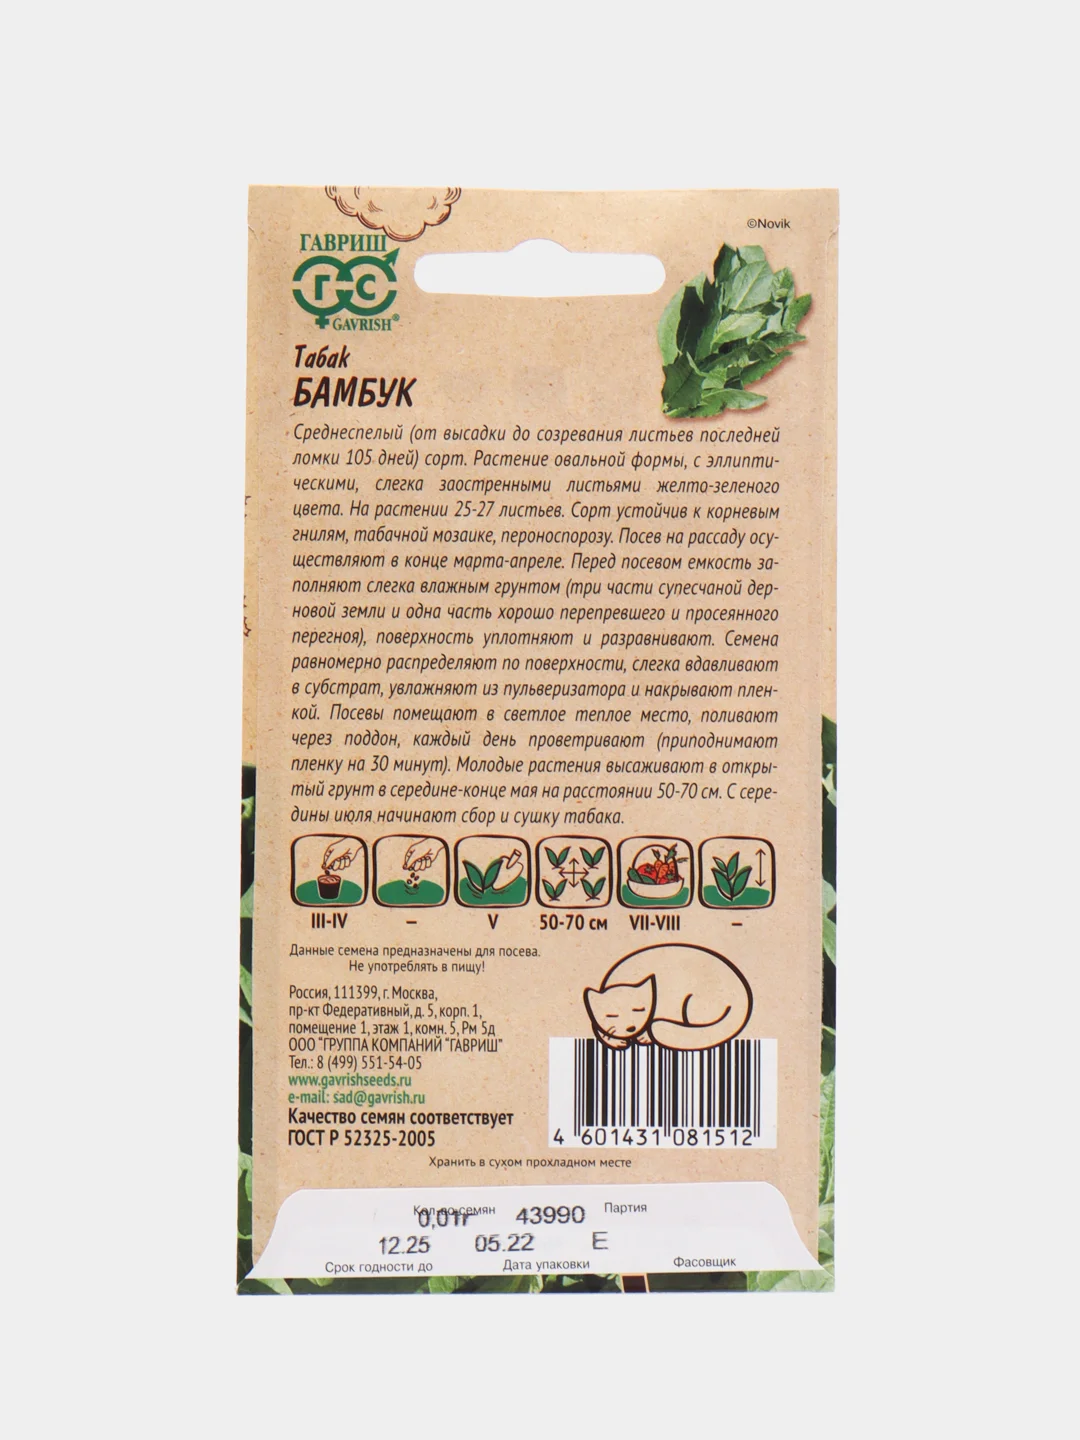 ©Novik
ГАВРИШ
ГС
GAVRISH®
Табак
БАМБУК
Среднеспелый (от высадки до созревания листьев последней
ломки 105 дней) сорт. Растение овальной формы, с эллипти-
ческими, слегка заостренными листьями желто-зеленого
цвета. На растении 25-27 листьев. Сорт устойчив к корневым
гнилям, табачной мозаике, пероноспорозу. Посев на рассаду осу-
ществляют в конце марта-апреле. Перед посевом емкость за-
полняют слегка влажным грунтом (три части супесчаной дер-
новой земли и одна часть хорошо перепревшего и просеянного
перегноя), поверхность уплотняют и разравнивают. Семена
равномерно распределяют по поверхности, слегка вдавливают
в субстрат, увлажняют из пульверизатора и накрывают плен-
кой. Посевы помещают в светлое теплое место, поливают
через поддон, каждый день проветривают (приподнимают
пленку на 30 минут). Молодые растения высаживают в откры-
тый грунт в середине-конце мая на расстоянии 50-70 см. С сере-
дины июля начинают сбор и сушку табака.
III-IV – V 50-70 см VII-VIII –
Данные семена предназначены для посева.
Не употреблять в пищу!
Россия, 111399, г. Москва,
пр-кт Федеративный, д. 5, корп. 1,
помещение 1, этаж 1, комн. 5, Рм 5д
ООО "ГРУППА КОМПАНИЙ "ГАВРИШ"
Тел.: 8 (499) 551-54-05
www.gavrishseeds.ru
e-mail: sad@gavrish.ru
Качество семян соответствует
ГОСТ Р 52325-2005
4 601431 081512
Хранить в сухом прохладном месте
Кол-во семян Партия
0,01г 43990
12.25 05.22 Е
Срок годности до Дата упаковки Фасовщик